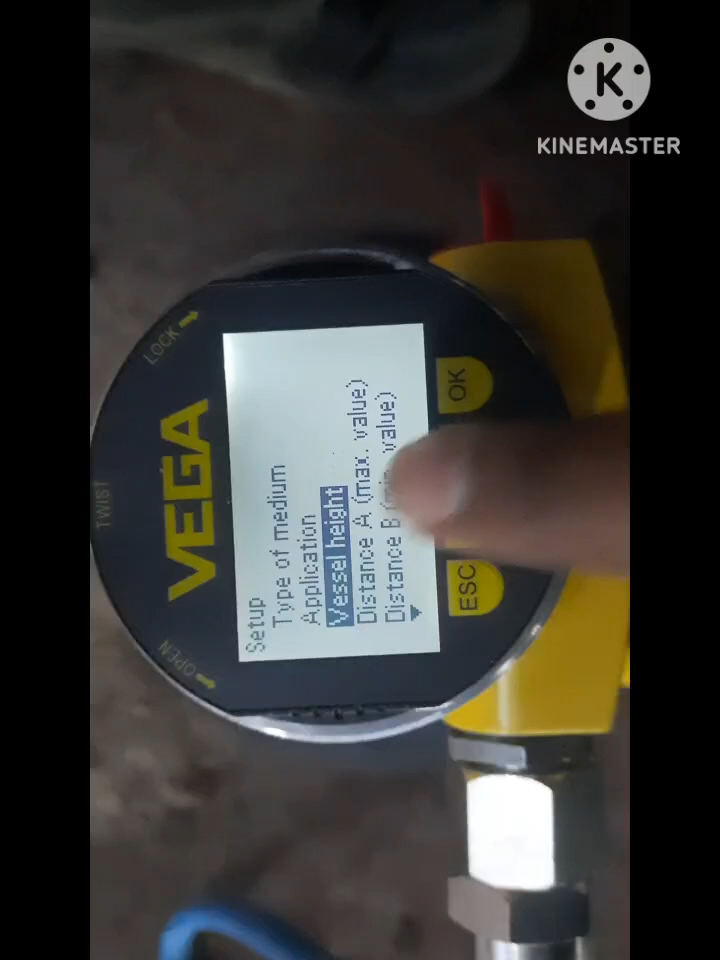 KINEMASTER
LOCK
TWIST
OPEN
VEGA
Setup
Type of medium
Application
Vessel height
Distance A (max. value)
Distance B value)
OK
ESC